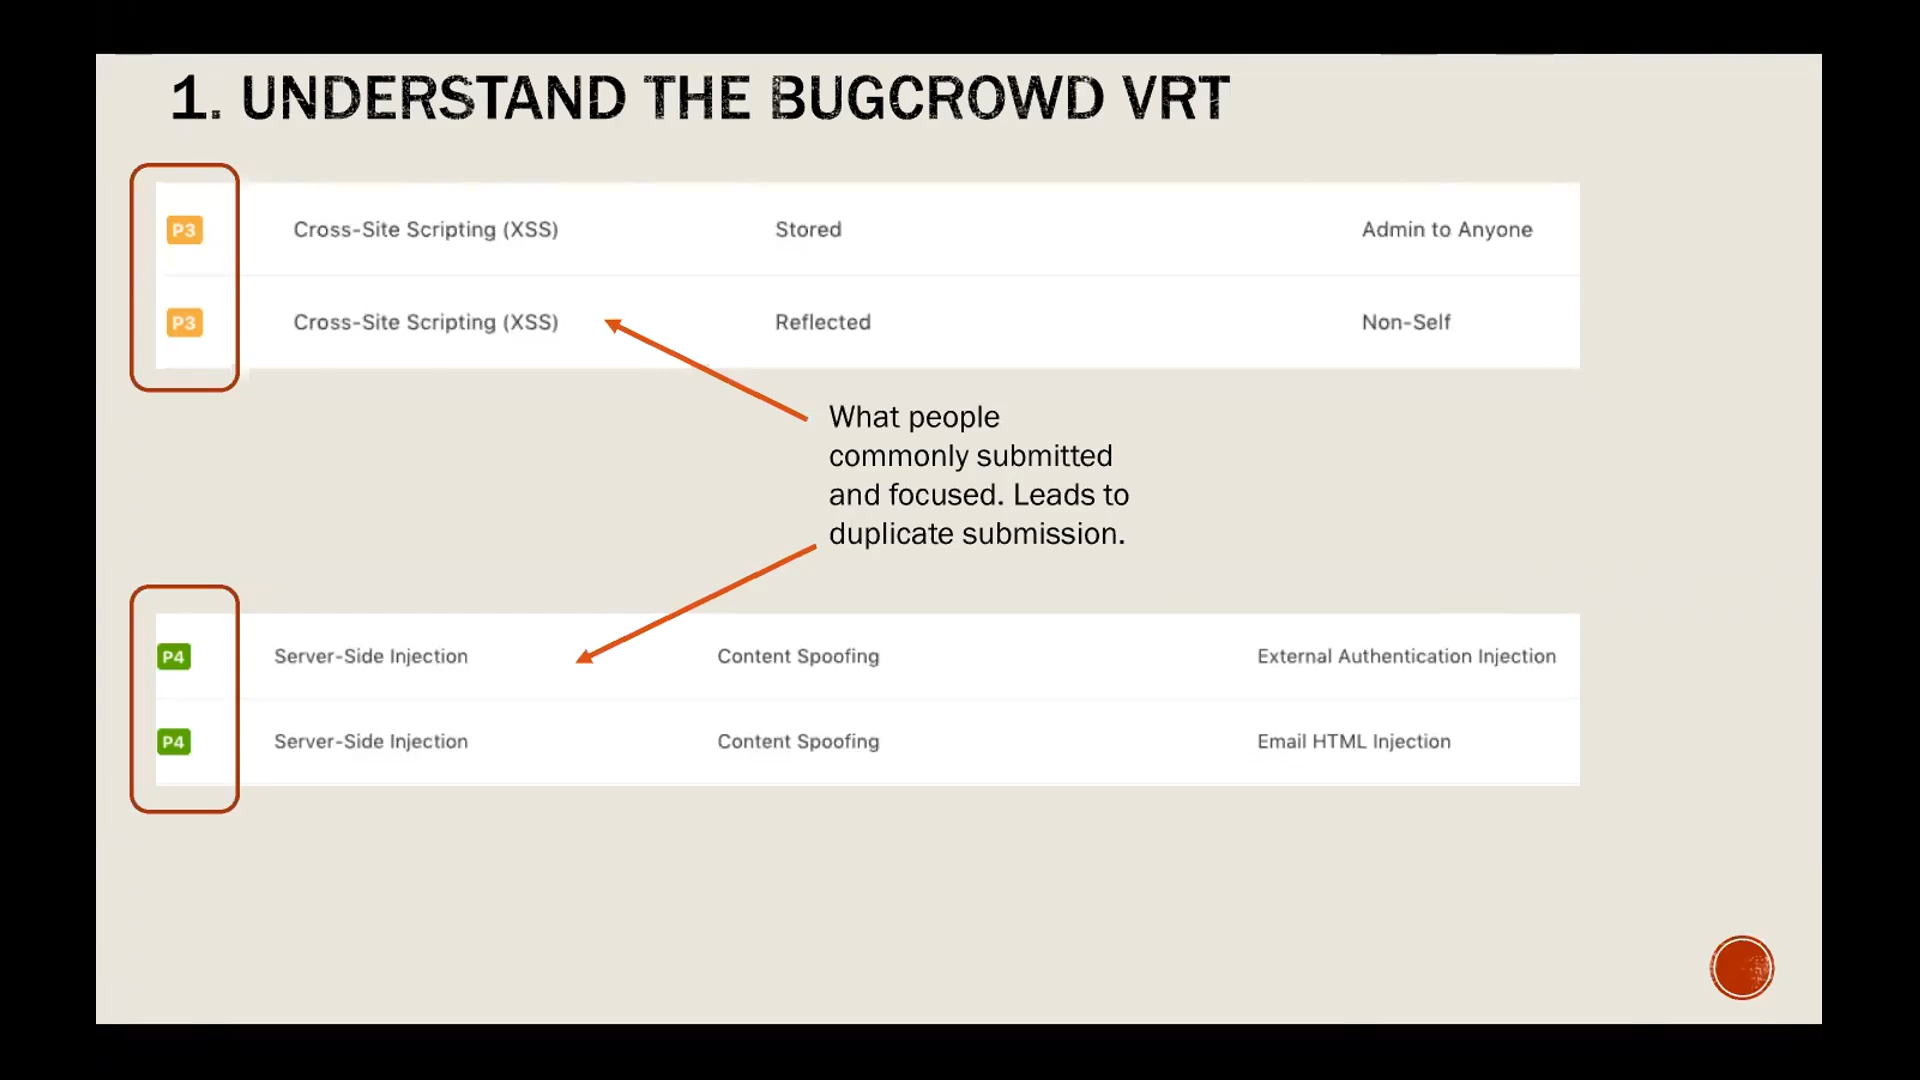 1. UNDERSTAND THE BUGCROWD VRT
P3 Cross-Site Scripting (XSS) Stored Admin to Anyone
P3 Cross-Site Scripting (XSS) Reflected Non-Self
What people
commonly submitted
and focused. Leads to
duplicate submission.
P4 Server-Side Injection Content Spoofing External Authentication Injection
P4 Server-Side Injection Content Spoofing Email HTML Injection